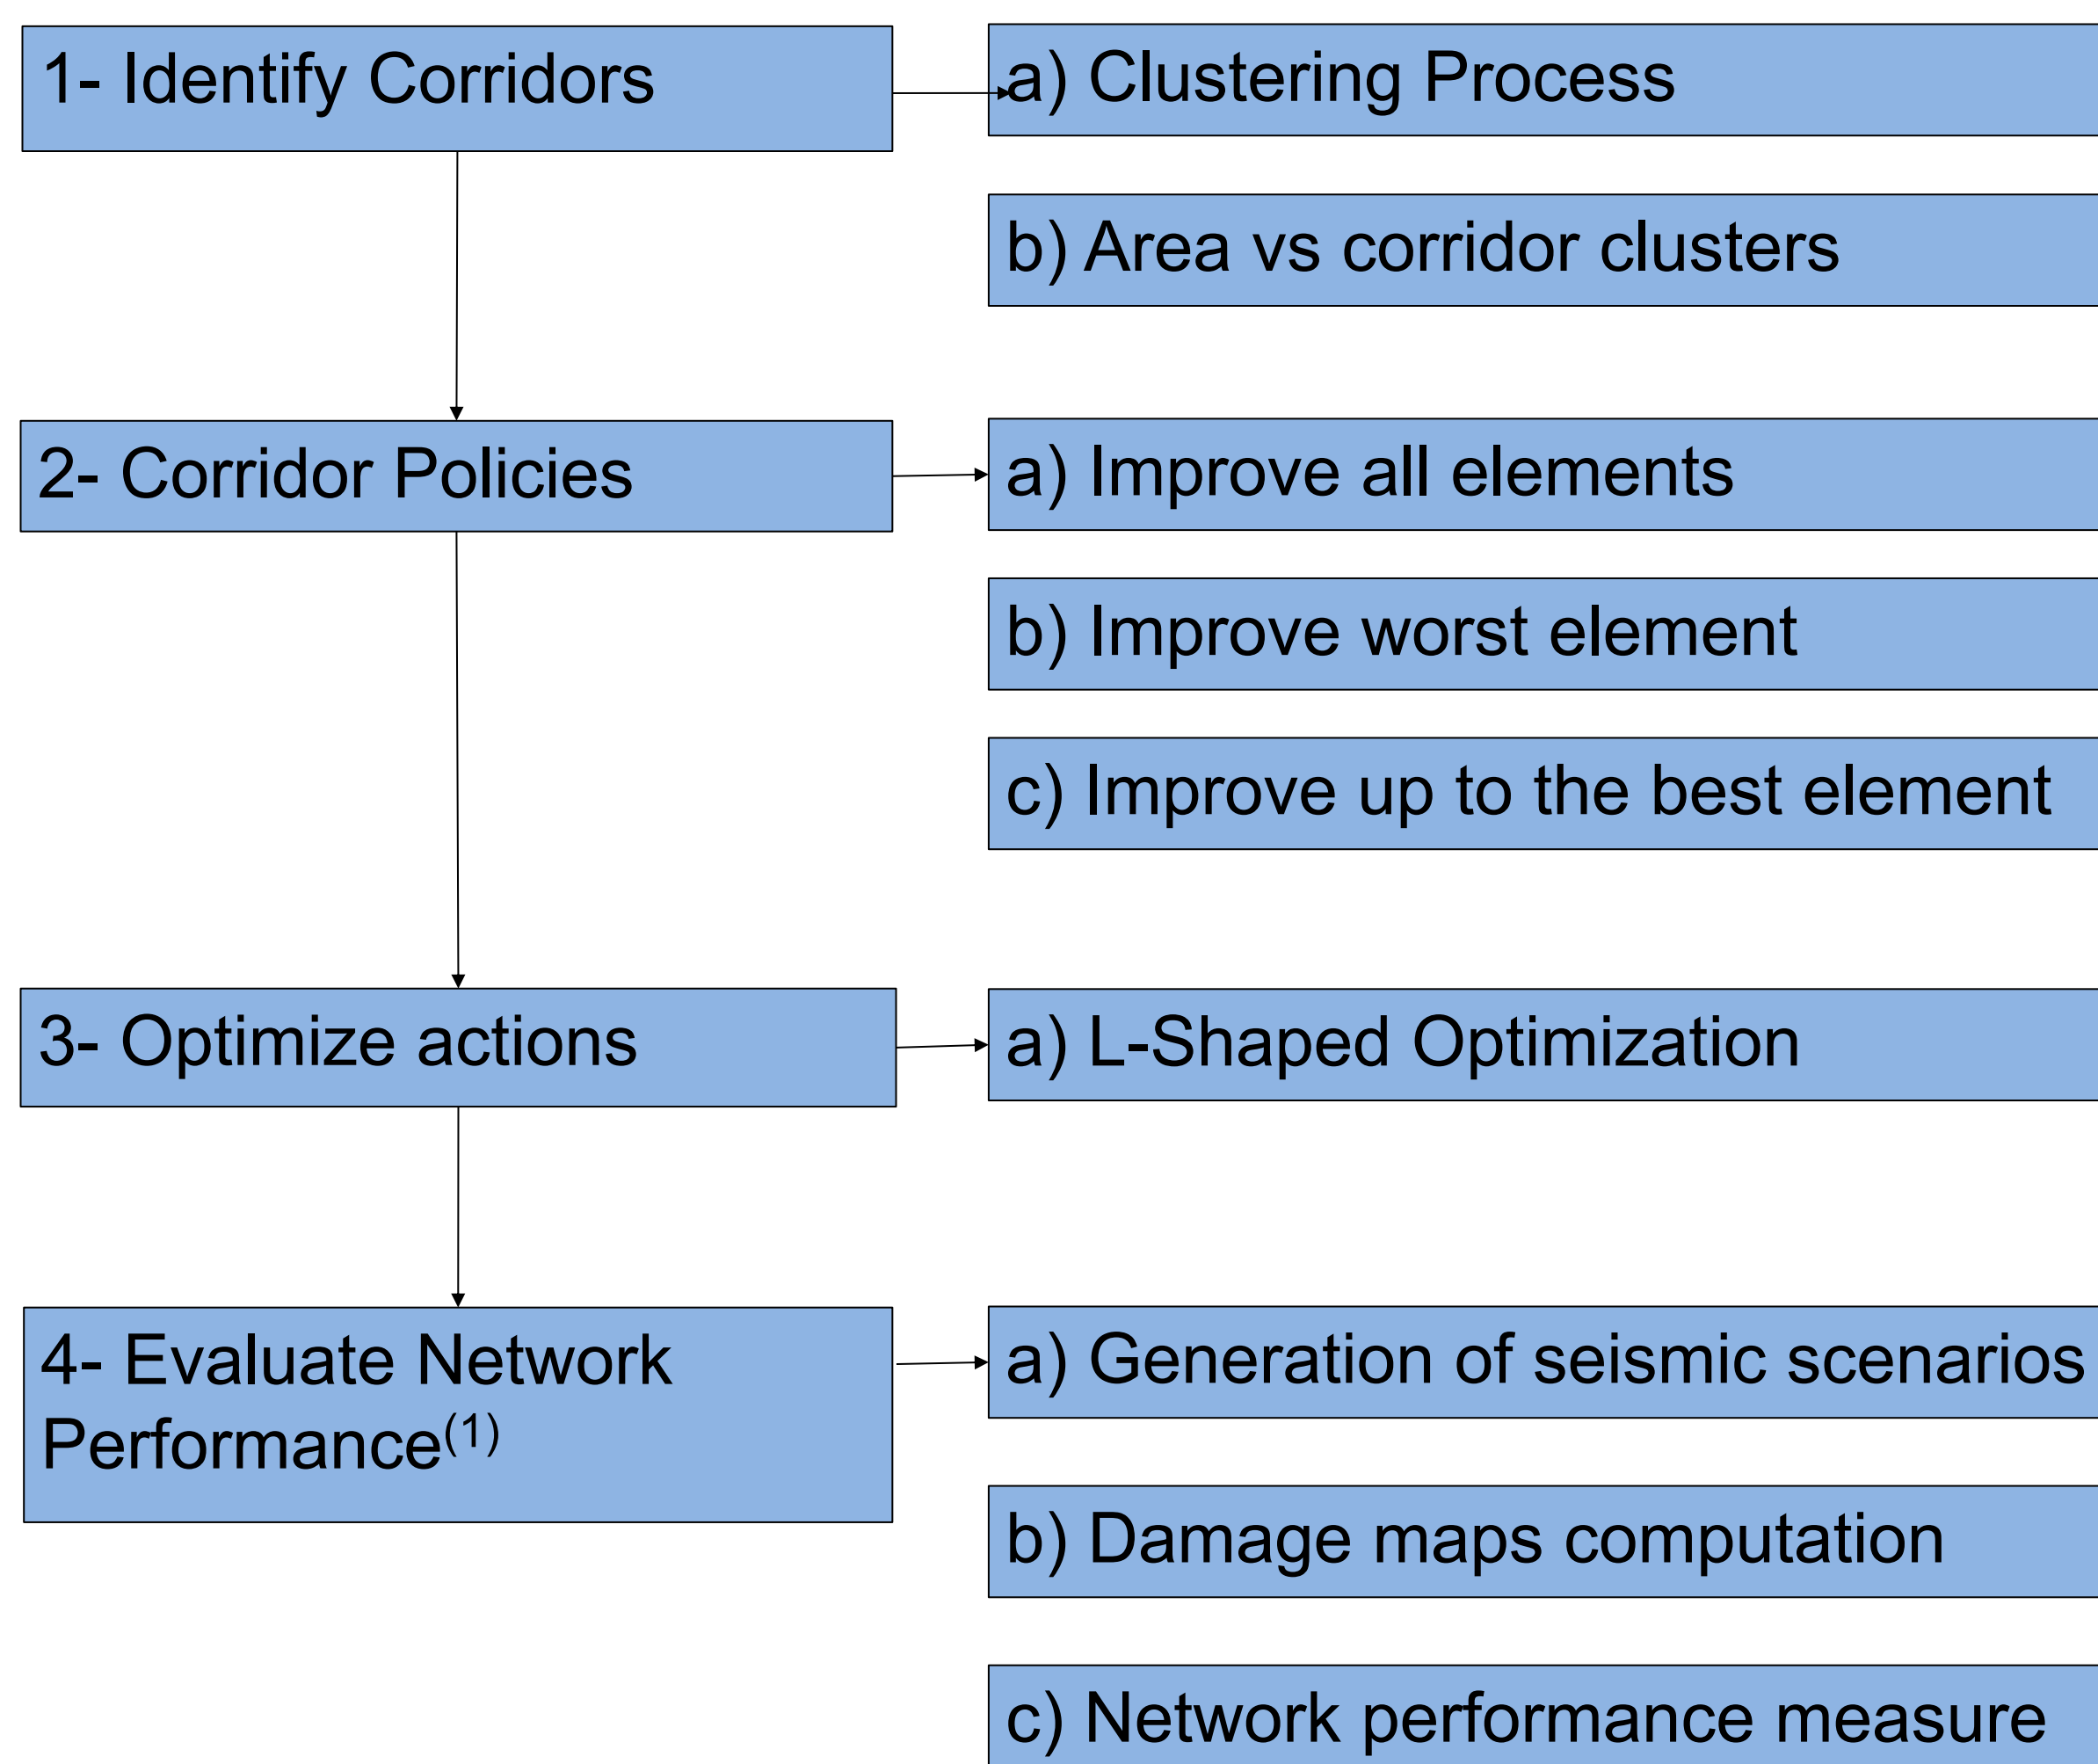 1- Identify Corridors
a) Clustering Process
b) Area vs corridor clusters
2- Corridor Policies
a) Improve all elements
b) Improve worst element
c) Improve up to the best element
3- Optimize actions
a) L-Shaped Optimization
4- Evaluate Network
Performance(1)
a) Generation of seismic scenarios
b) Damage maps computation
c) Network performance measure